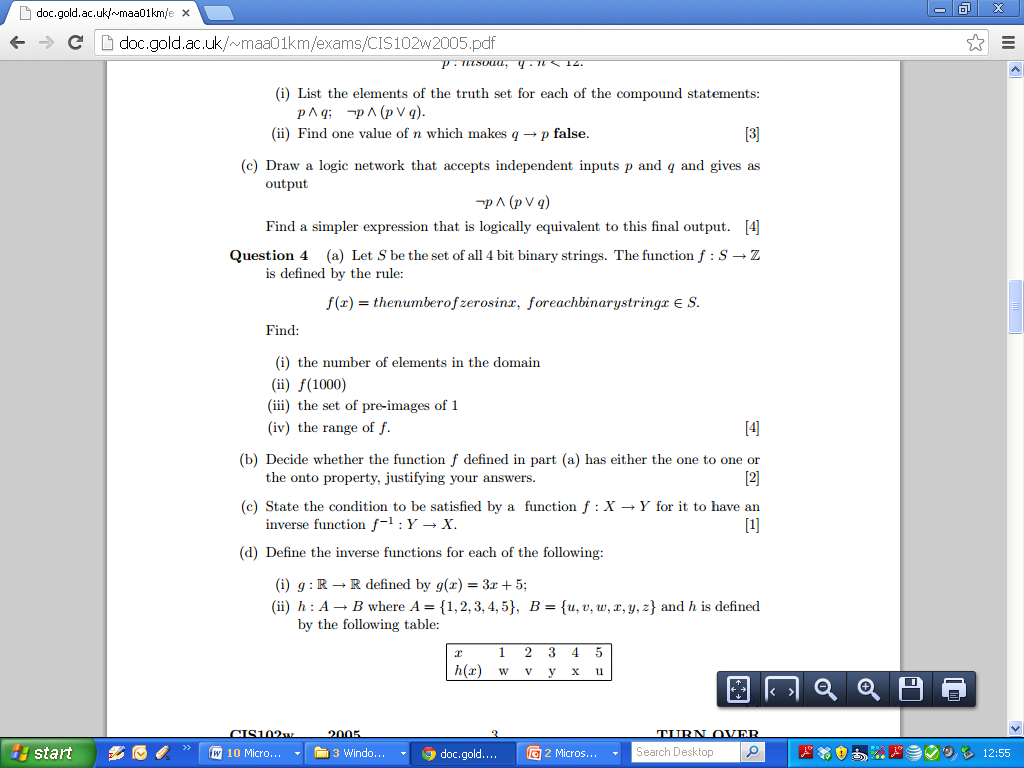 doc.gold.ac.uk/~maa01km/e
doc.gold.ac.uk/~maa01km/exams/CIS102w2005.pdf
(i) List the elements of the truth set for each of the compound statements:
p ∧ q; ¬p ∧ (p ∨ q).
(ii) Find one value of n which makes q → p false. [3]
(c) Draw a logic network that accepts independent inputs p and q and gives as
output
¬p ∧ (p ∨ q)
Find a simpler expression that is logically equivalent to this final output. [4]
Question 4 (a) Let S be the set of all 4 bit binary strings. The function f : S → ℤ
is defined by the rule:
f(x) = thenumberofzerosinx, foreachbinarystringx ∈ S.
Find:
(i) the number of elements in the domain
(ii) f(1000)
(iii) the set of pre-images of 1
(iv) the range of f. [4]
(b) Decide whether the function f defined in part (a) has either the one to one or
the onto property, justifying your answers. [2]
(c) State the condition to be satisfied by a function f : X → Y for it to have an
inverse function f⁻¹ : Y → X. [1]
(d) Define the inverse functions for each of the following:
(i) g : ℝ → ℝ defined by g(x) = 3x + 5;
(ii) h : A → B where A = {1, 2, 3, 4, 5}, B = {u, v, w, x, y, z} and h is defined
by the following table:
x 1 2 3 4 5
h(x) w v y x u
CIS102w 2005 3 TURN OVER
start 10 Micro... 3 Windo... doc.gold.... 2 Micros... Search Desktop 12:55